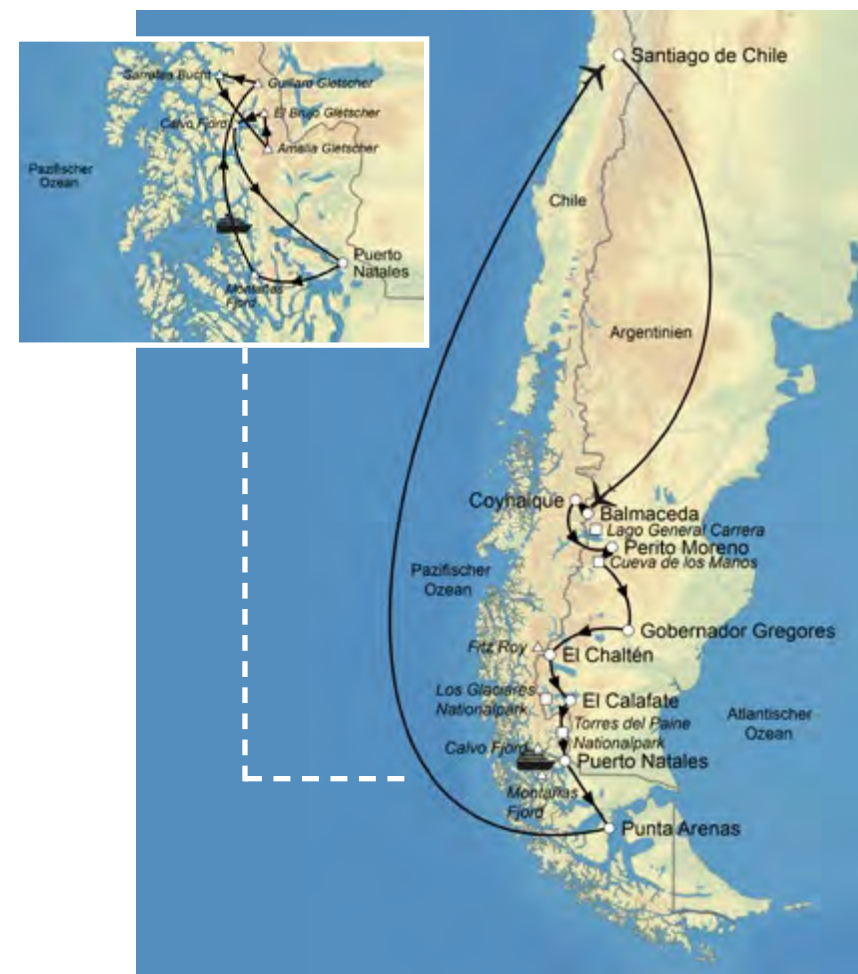 Sarretea Bucht
Guillard Gletscher
El Brujo Gletscher
Calvo Fjord
Amalia Gletscher
Pazifischer
Ozean
Puerto
Natales
Montañas
Fjord
Santiago de Chile
Chile
Argentinien
Coyhaique
Balmaceda
Lago General Carrera
Perito Moreno
Cueva de los Manos
Pazifischer
Ozean
Gobernador Gregores
Fritz Roy
El Chaltén
Los Glaciares
Nationalpark
El Calafate
Torres del Paine
Nationalpark
Atlantischer
Ozean
Calvo Fjord
Puerto Natales
Montañas
Fjord
Punta Arenas